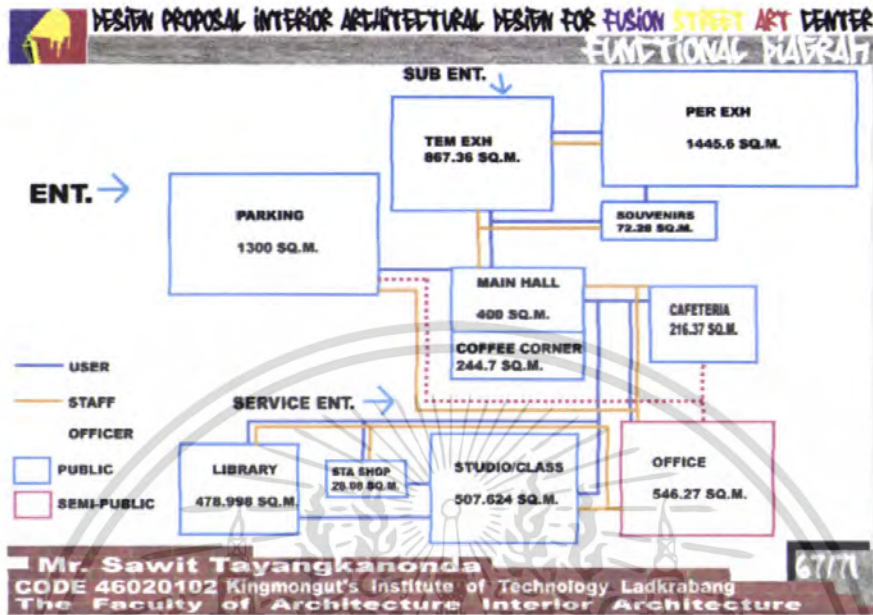 DESIGN PROPOSAL INTERIOR ARCHITECTURAL DESIGN FOR FUSION STREET ART CENTER
FUNCTIONAL DIAGRAM
SUB ENT.
PER EXH
1445.6 SQ.M.
TEM EXH
867.36 SQ.M.
ENT.
PARKING
1300 SQ.M.
SOUVENIRS
72.28 SQ.M.
MAIN HALL
400 SQ.M.
CAFETERIA
216.37 SQ.M.
COFFEE CORNER
244.7 SQ.M.
USER
STAFF
OFFICER
PUBLIC
SEMI-PUBLIC
SERVICE ENT.
LIBRARY
478.998 SQ.M.
STA SHOP
28.08 SQ.M.
STUDIO/CLASS
507.624 SQ.M.
OFFICE
546.27 SQ.M.
Mr. Sawit Tayangkanonda
67/71
CODE 46020102 Kingmongut's Institute of Technology Ladkrabang
The Faculty of Architecture Interior Architecture